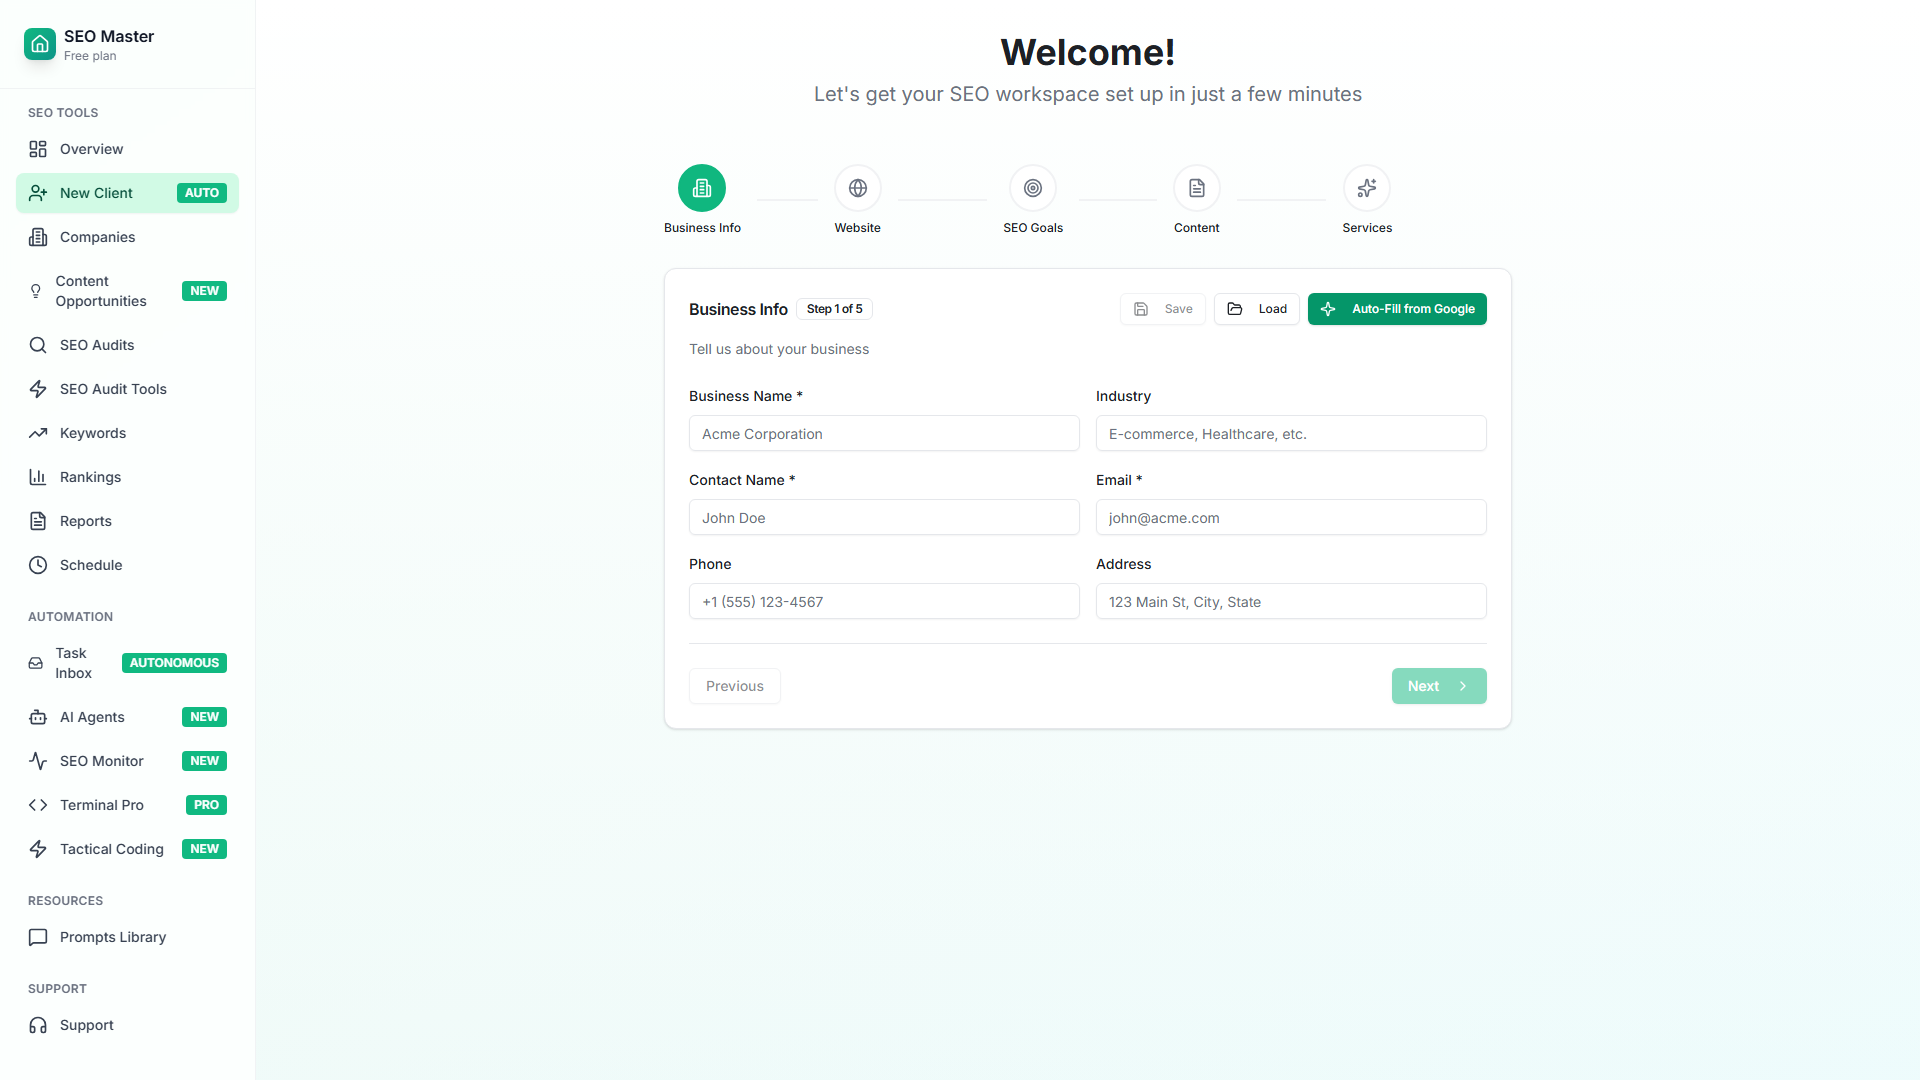 SEO Master
Free plan
SEO TOOLS
Overview
New Client
AUTO
Companies
Content
Opportunities
NEW
SEO Audits
SEO Audit Tools
Keywords
Rankings
Reports
Schedule
AUTOMATION
Task
Inbox
AUTONOMOUS
AI Agents
NEW
SEO Monitor
NEW
Terminal Pro
PRO
Tactical Coding
NEW
RESOURCES
Prompts Library
SUPPORT
Support
Welcome!
Let's get your SEO workspace set up in just a few minutes
Business Info
Website
SEO Goals
Content
Services
Business Info
Step 1 of 5
Save
Load
Auto-Fill from Google
Tell us about your business
Business Name *
Acme Corporation
Industry
E-commerce, Healthcare, etc.
Contact Name *
John Doe
Email *
john@acme.com
Phone
+1 (555) 123-4567
Address
123 Main St, City, State
Previous
Next